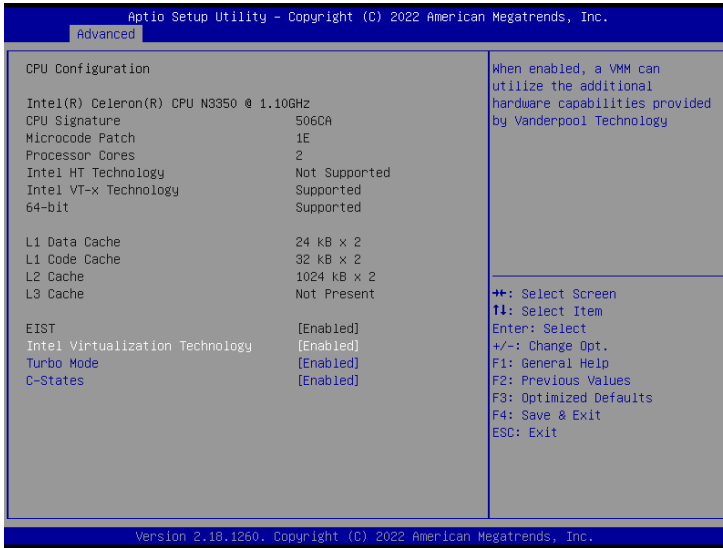 Aptio Setup Utility – Copyright (C) 2022 American Megatrends, Inc.
Advanced
CPU Configuration
Intel(R) Celeron(R) CPU N3350 @ 1.10GHz
CPU Signature 506CA
Microcode Patch 1E
Processor Cores 2
Intel HT Technology Not Supported
Intel VT-x Technology Supported
64-bit Supported
L1 Data Cache 24 kB x 2
L1 Code Cache 32 kB x 2
L2 Cache 1024 kB x 2
L3 Cache Not Present
EIST [Enabled]
Intel Virtualization Technology [Enabled]
Turbo Mode [Enabled]
C-States [Enabled]
When enabled, a VMM can
utilize the additional
hardware capabilities provided
by Vanderpool Technology
→←: Select Screen
↑↓: Select Item
Enter: Select
+/-: Change Opt.
F1: General Help
F2: Previous Values
F3: Optimized Defaults
F4: Save & Exit
ESC: Exit
Version 2.18.1260. Copyright (C) 2022 American Megatrends, Inc.